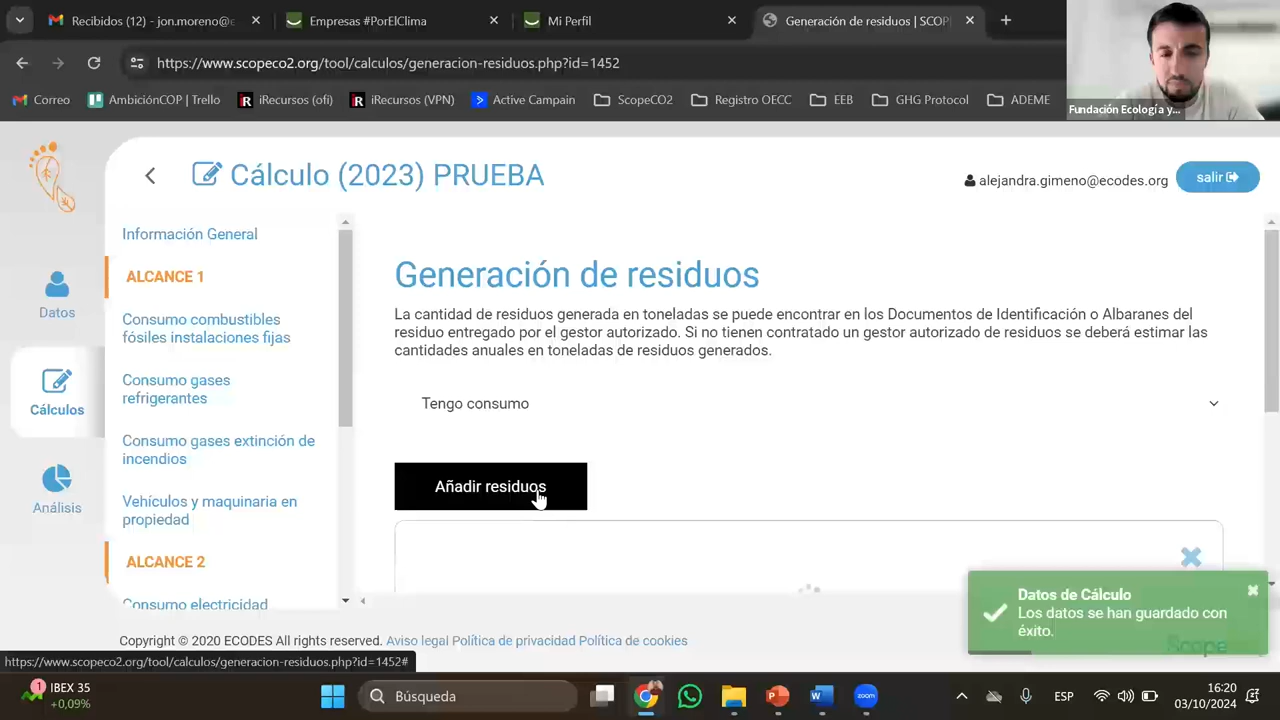 Recibidos (12) - jon.moreno@e
Empresas #PorElClima
Mi Perfil
Generación de residuos | SCOP
https://www.scopeco2.org/tool/calculos/generacion-residuos.php?id=1452
Correo
AmbiciónCOP | Trello
iRecursos (ofi)
iRecursos (VPN)
Active Campain
ScopeCO2
Registro OECC
EEB
GHG Protocol
ADEME
Fundación Ecología y...
Cálculo (2023) PRUEBA
alejandra.gimeno@ecodes.org
salir
Datos
Cálculos
Análisis
Información General
ALCANCE 1
Consumo combustibles
fósiles instalaciones fijas
Consumo gases
refrigerantes
Consumo gases extinción de
incendios
Vehículos y maquinaria en
propiedad
ALCANCE 2
Consumo electricidad
Generación de residuos
La cantidad de residuos generada en toneladas se puede encontrar en los Documentos de Identificación o Albaranes del
residuo entregado por el gestor autorizado. Si no tienen contratado un gestor autorizado de residuos se deberá estimar las
cantidades anuales en toneladas de residuos generados.
Tengo consumo
Añadir residuos
Datos de Cálculo
Los datos se han guardado con
éxito.
Copyright © 2020 ECODES All rights reserved. Aviso legal Política de privacidad Política de cookies
https://www.scopeco2.org/tool/calculos/generacion-residuos.php?id=1452#
1
IBEX 35
+0,09%
Búsqueda
zoom
ESP
16:20
03/10/2024